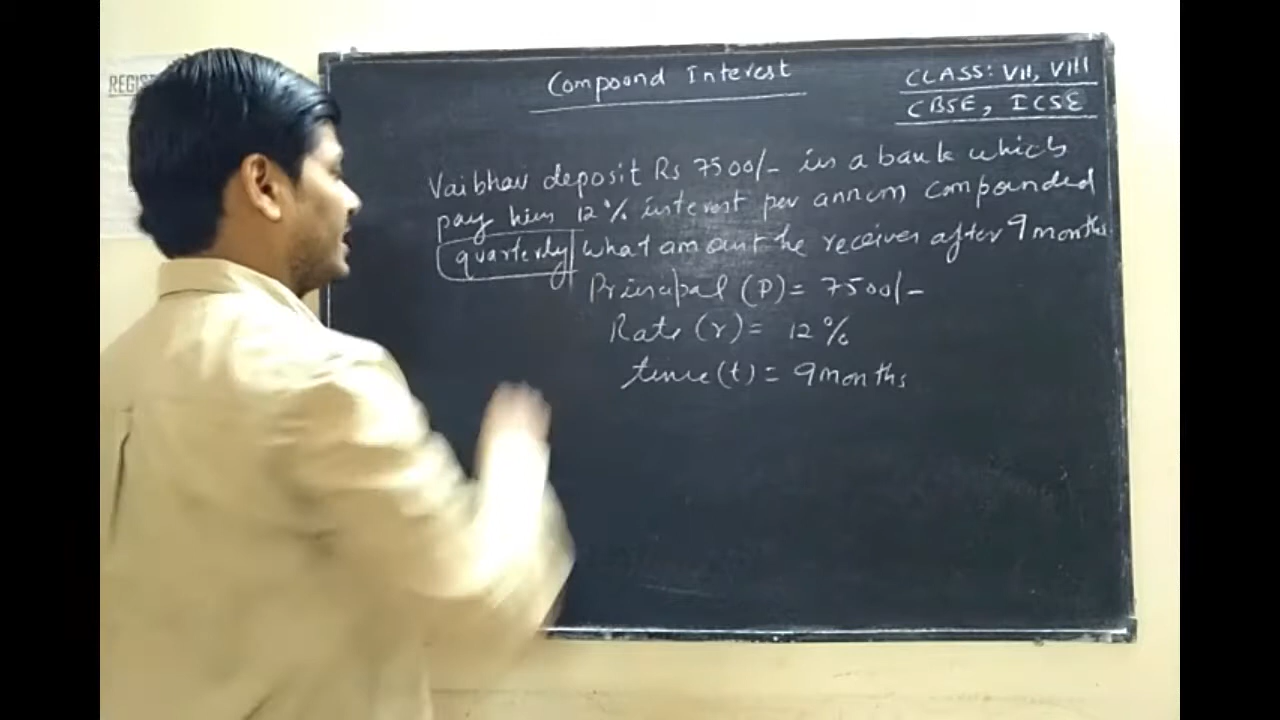 REGIST
Compound Interest
CLASS: VII, VIII
CBSE, ICSE
Vaibhav deposit Rs 7500/- in a bank which
pay him 12% interest per annum compounded
quarterly what amount he receives after 9 months
Principal (P) = 7500/-
Rate (r) = 12%
time (t) = 9 months